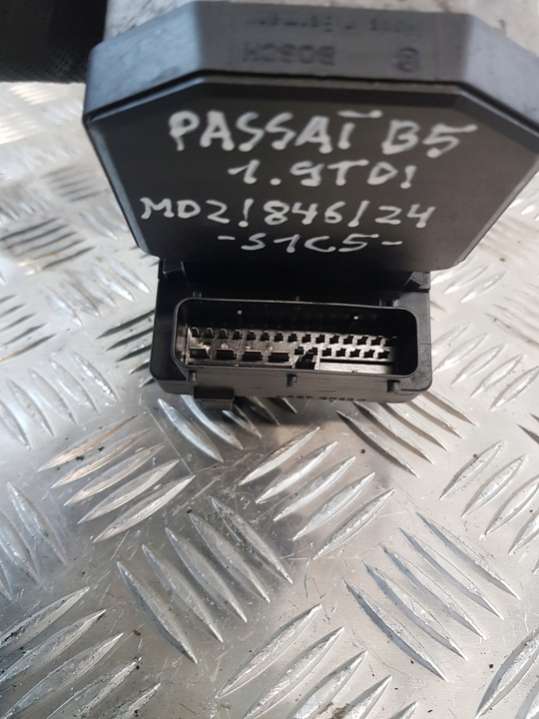 BOSCH
PASSAT B5
1.9TDI
MD2/846/24
-S1C5-